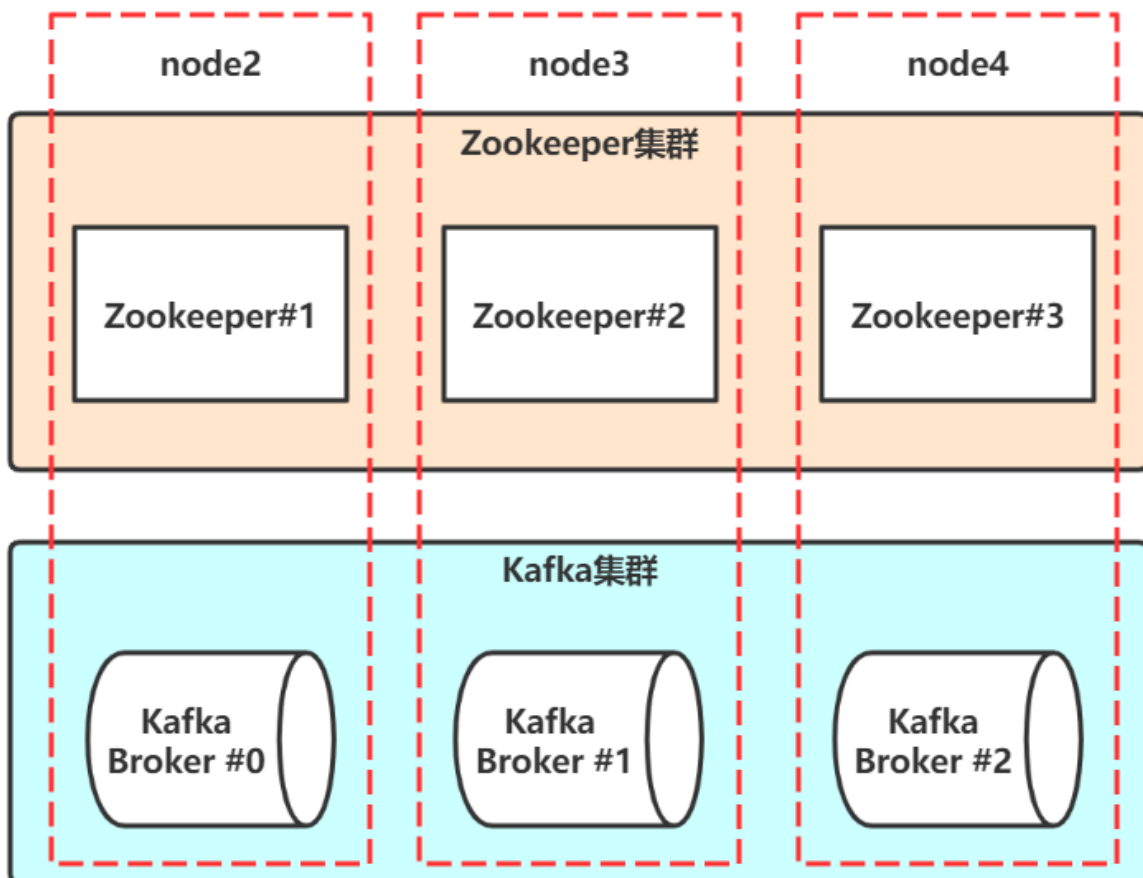 node2
node3
node4
Zookeeper集群
Zookeeper#1
Zookeeper#2
Zookeeper#3
Kafka集群
Kafka
Broker #0
Kafka
Broker #1
Kafka
Broker #2